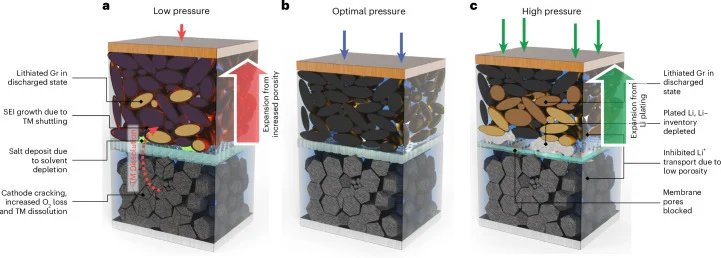 a
Low pressure
b
Optimal pressure
c
High pressure
Lithiated Gr in
discharged state
SEI growth due to
TM shuttling
Salt deposit due
to solvent
depletion
Cathode cracking,
increased O₂ loss
and TM dissolution
TM Dissolution
Expansion from
increased porosity
Expansion from
Li plating
Lithiated Gr in
discharged
state
Plated Li, Li–
inventory
depleted
Inhibited Li⁺
transport due to
low porosity
Membrane
pores
blocked